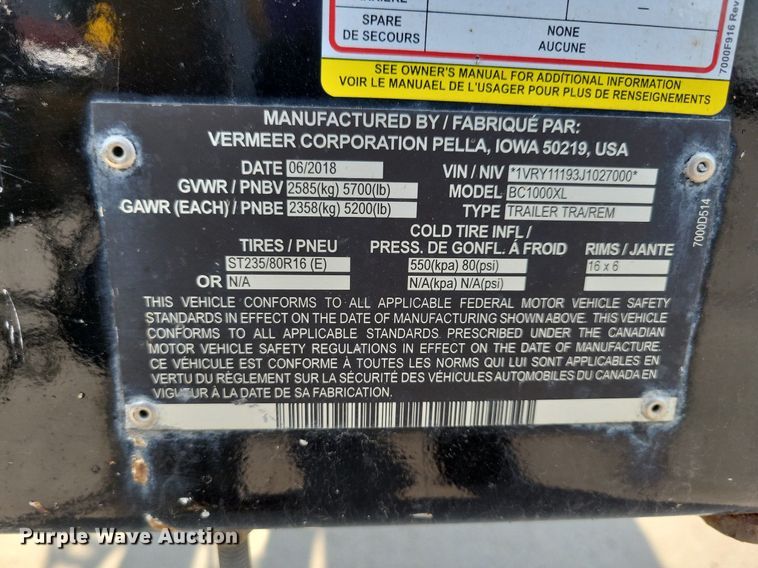 SPARE
DE SECOURS
NONE
AUCUNE
7000F916 Rev
SEE OWNER'S MANUAL FOR ADDITIONAL INFORMATION
VOIR LE MANUAEL DE L'USAGER POUR PLUS DE RENSEIGNEMENTS
MANUFACTURED BY / FABRIQUÉ PAR:
VERMEER CORPORATION PELLA, IOWA 50219, USA
DATE 06/2018 VIN / NIV *1VRY11193J1027000*
GVWR / PNBV 2585(kg) 5700(lb) MODEL BC1000XL
GAWR (EACH) / PNBE 2358(kg) 5200(lb) TYPE TRAILER TRA/REM
COLD TIRE INFL /
TIRES / PNEU PRESS. DE GONFL. Á FROID RIMS / JANTE
ST235/80R16 (E) 550(kpa) 80(psi) 16 x 6
OR N/A N/A(kpa) N/A(psi)
7000D514
THIS VEHICLE CONFORMS TO ALL APPLICABLE FEDERAL MOTOR VEHICLE SAFETY
STANDARDS IN EFFECT ON THE DATE OF MANUFACTURING SHOWN ABOVE. THIS VEHICLE
CONFORMS TO ALL APPLICABLE STANDARDS PRESCRIBED UNDER THE CANADIAN
MOTOR VEHICLE SAFETY REGULATIONS IN EFFECT ON THE DATE OF MANUFACTURE.
CE VÉHICULE EST CONFORME À TOUTES LES NORMS QUI LUI SONT APPLICABLES EN
VERTU DU RÈGLEMENT SUR LA SÉCURITÉ DES VÉHICULES AUTOMOBILES DU CANADA EN
VIGUEUR À LA DATE DE SA FABRICATION.
Purple Wave Auction